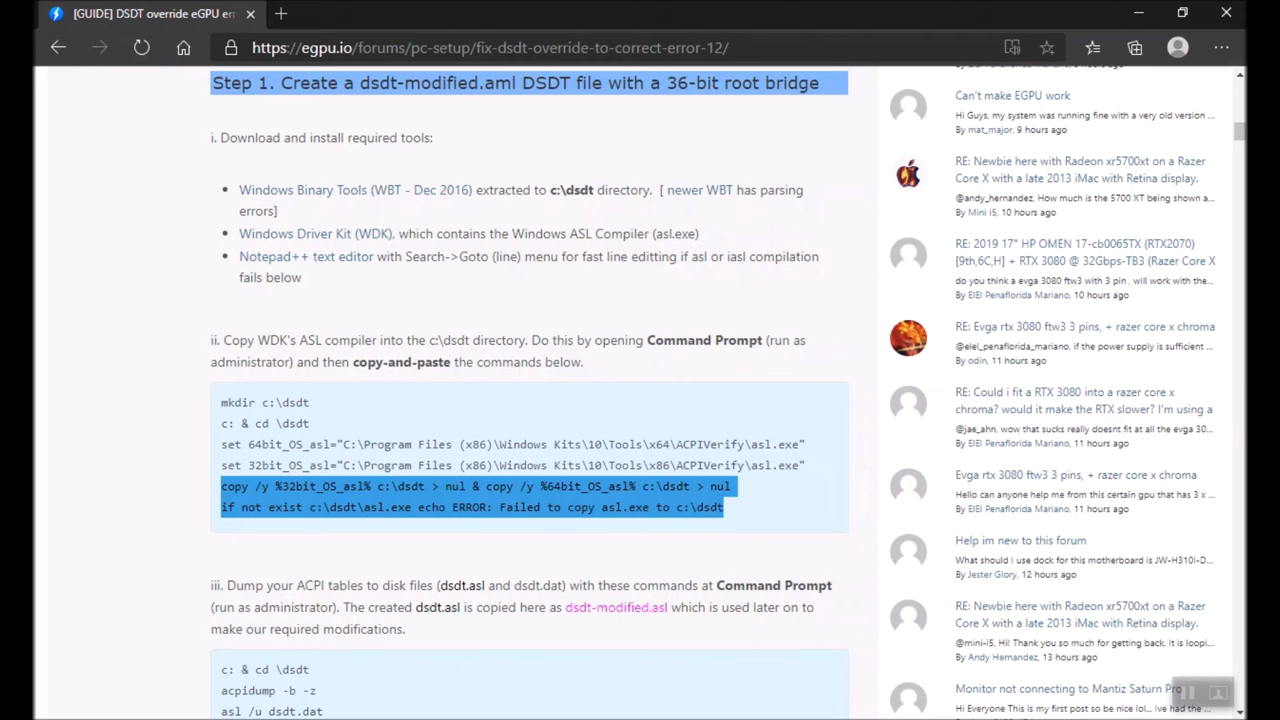 [GUIDE] DSDT override eGPU err
https://egpu.io/forums/pc-setup/fix-dsdt-override-to-correct-error-12/
Step 1. Create a dsdt-modified.aml DSDT file with a 36-bit root bridge
i. Download and install required tools:
Windows Binary Tools (WBT - Dec 2016) extracted to c:\dsdt directory. [ newer WBT has parsing
errors]
Windows Driver Kit (WDK), which contains the Windows ASL Compiler (asl.exe)
Notepad++ text editor with Search->Goto (line) menu for fast line editting if asl or iasl compilation
fails below
ii. Copy WDK's ASL compiler into the c:\dsdt directory. Do this by opening Command Prompt (run as
administrator) and then copy-and-paste the commands below.
mkdir c:\dsdt
c: & cd \dsdt
set 64bit_OS_asl="C:\Program Files (x86)\Windows Kits\10\Tools\x64\ACPIVerify\asl.exe"
set 32bit_OS_asl="C:\Program Files (x86)\Windows Kits\10\Tools\x86\ACPIVerify\asl.exe"
copy /y %32bit_OS_asl% c:\dsdt > nul & copy /y %64bit_OS_asl% c:\dsdt > nul
if not exist c:\dsdt\asl.exe echo ERROR: Failed to copy asl.exe to c:\dsdt
iii. Dump your ACPI tables to disk files (dsdt.asl and dsdt.dat) with these commands at Command Prompt
(run as administrator). The created dsdt.asl is copied here as dsdt-modified.asl which is used later on to
make our required modifications.
c: & cd \dsdt
acpidump -b -z
asl /u dsdt.dat
Can't make EGPU work
Hi Guys, my system was running fine with a very old version ...
By mat_major, 9 hours ago
RE: Newbie here with Radeon xr5700xt on a Razer
Core X with a late 2013 iMac with Retina display.
@andy_hernandez, How much is the 5700 XT being shown a...
By Mini i5, 10 hours ago
RE: 2019 17" HP OMEN 17-cb0065TX (RTX2070)
[9th,6C,H] + RTX 3080 @ 32Gbps-TB3 (Razer Core X
do you think a evga 3080 ftw3 with 3 pin , will work with the...
By ElEl Penaflorida Mariano, 10 hours ago
RE: Evga rtx 3080 ftw3 3 pins, + razer core x chroma
@elel_penaflorida_mariano, if the power supply is sufficient ...
By odin, 11 hours ago
RE: Could i fit a RTX 3080 into a razer core x
chroma? would it make the RTX slower? I'm using a
@jae_ahn, wow that sucks really doesnt fit at all the evga 30...
By ElEl Penaflorida Mariano, 11 hours ago
Evga rtx 3080 ftw3 3 pins, + razer core x chroma
Hello can anyone help me from this certain gpu that has 3 x ...
By ElEl Penaflorida Mariano, 11 hours ago
Help im new to this forum
What should I use dock for this motherboard is JW-H310I-D...
By Jester Glory, 12 hours ago
RE: Newbie here with Radeon xr5700xt on a Razer
Core X with a late 2013 iMac with Retina display.
@mini-i5, Hi! Thank you so much for getting back. It is loopi...
By Andy Hernandez, 13 hours ago
Monitor not connecting to Mantiz Saturn Pro
Hi Everyone This is my first post so be nice lol.. Ive had the ...